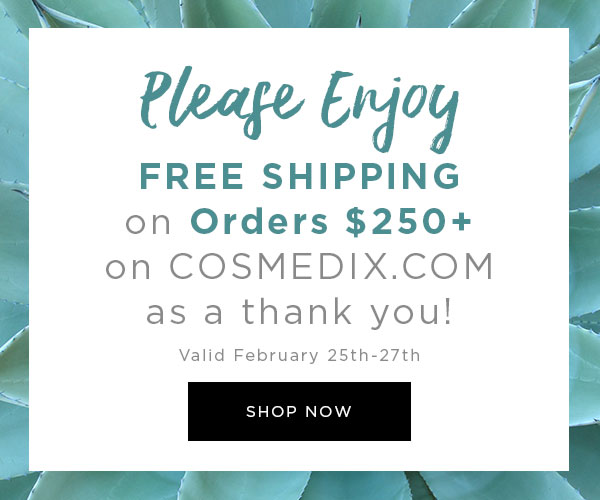 Please Enjoy
FREE SHIPPING
on Orders $250+
on COSMEDIX.COM
as a thank you!
Valid February 25th-27th
SHOP NOW